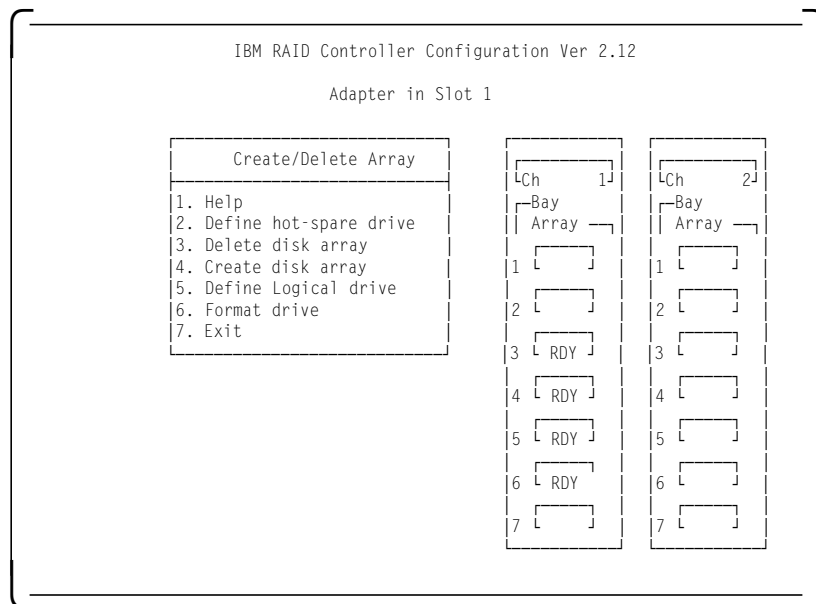 IBM RAID Controller Configuration Ver 2.12
Adapter in Slot 1
Create/Delete Array
1. Help
2. Define hot-spare drive
3. Delete disk array
4. Create disk array
5. Define Logical drive
6. Format drive
7. Exit
Ch 1
Bay
Array
1
2
3 RDY
4 RDY
5 RDY
6 RDY
7
Ch 2
Bay
Array
1
2
3
4
5
6
7